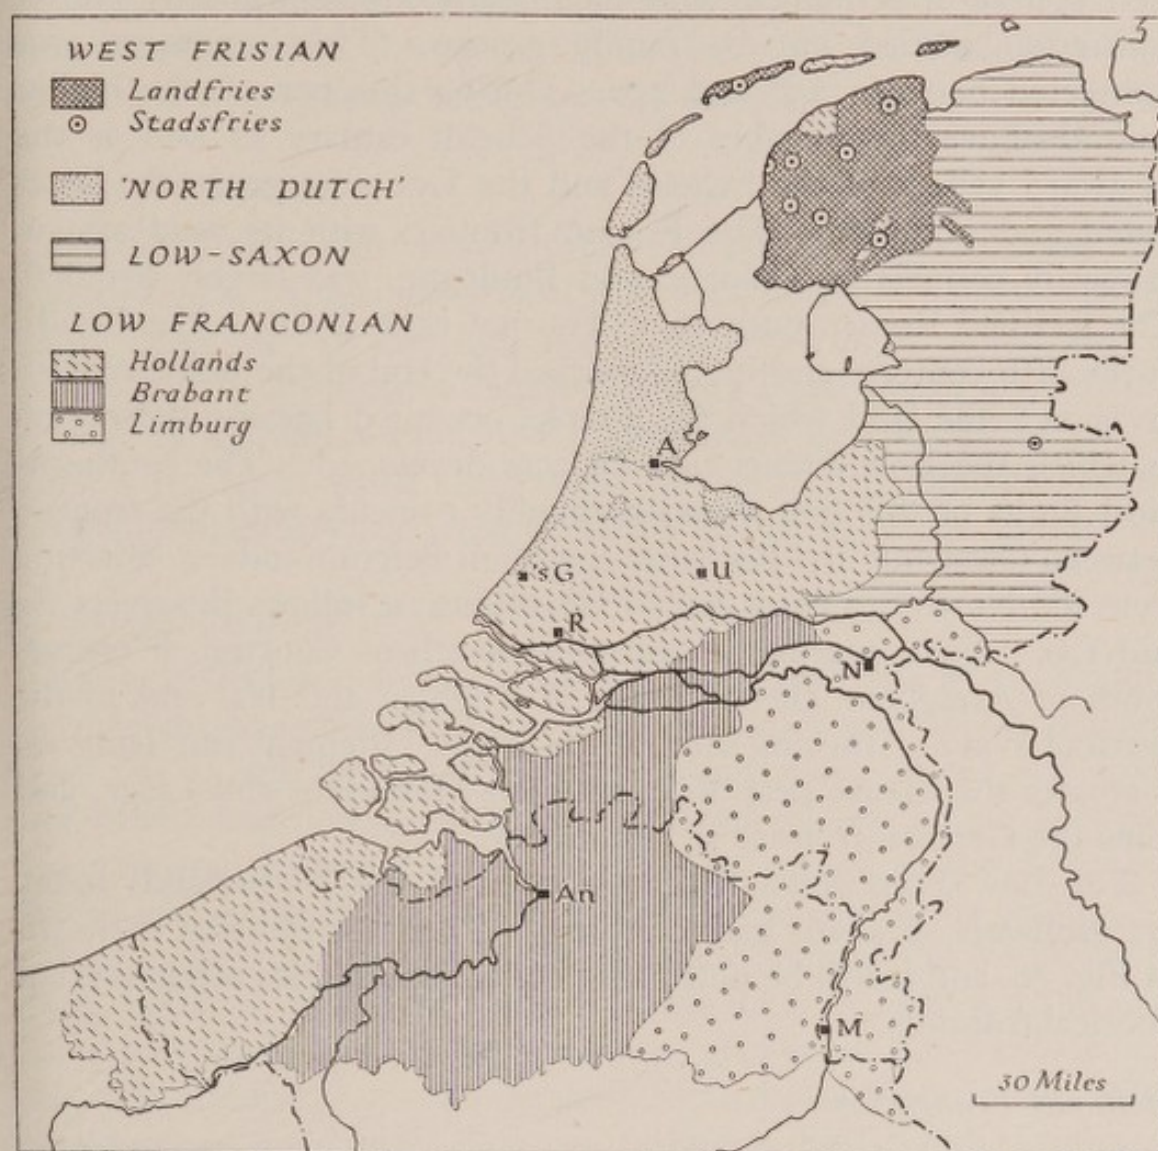 WEST FRISIAN
Landfries
Stadsfries
'NORTH DUTCH'
LOW-SAXON
LOW FRANCONIAN
Hollands
Brabant
Limburg
A
'sG
U
R
N
An
M
30 Miles